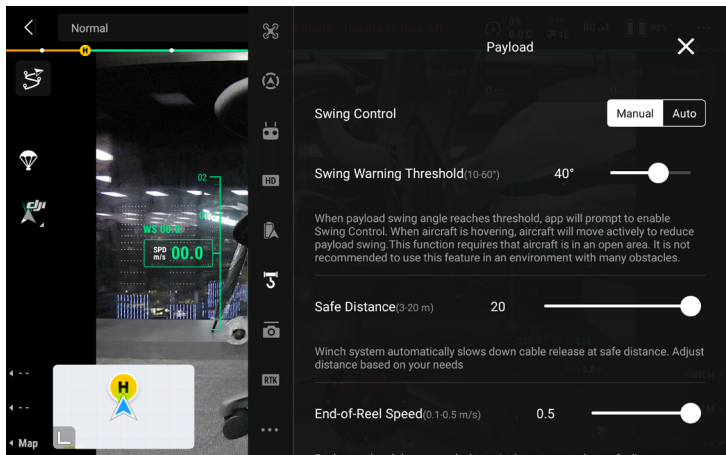 Normal
Payload
H
Swing Control
Manual
Auto
Swing Warning Threshold(10-60°)
40°
When payload swing angle reaches threshold, app will prompt to enable
Swing Control. When aircraft is hovering, aircraft will move actively to reduce
payload swing.This function requires that aircraft is in an open area. It is not
recommended to use this feature in an environment with many obstacles.
Safe Distance(3-20 m)
20
Winch system automatically slows down cable release at safe distance. Adjust
distance based on your needs
End-of-Reel Speed(0.1-0.5 m/s)
0.5
HD
RTK
dji
02
WS 00.0
SPD
m/s
00.0
H
--
--
Map
L